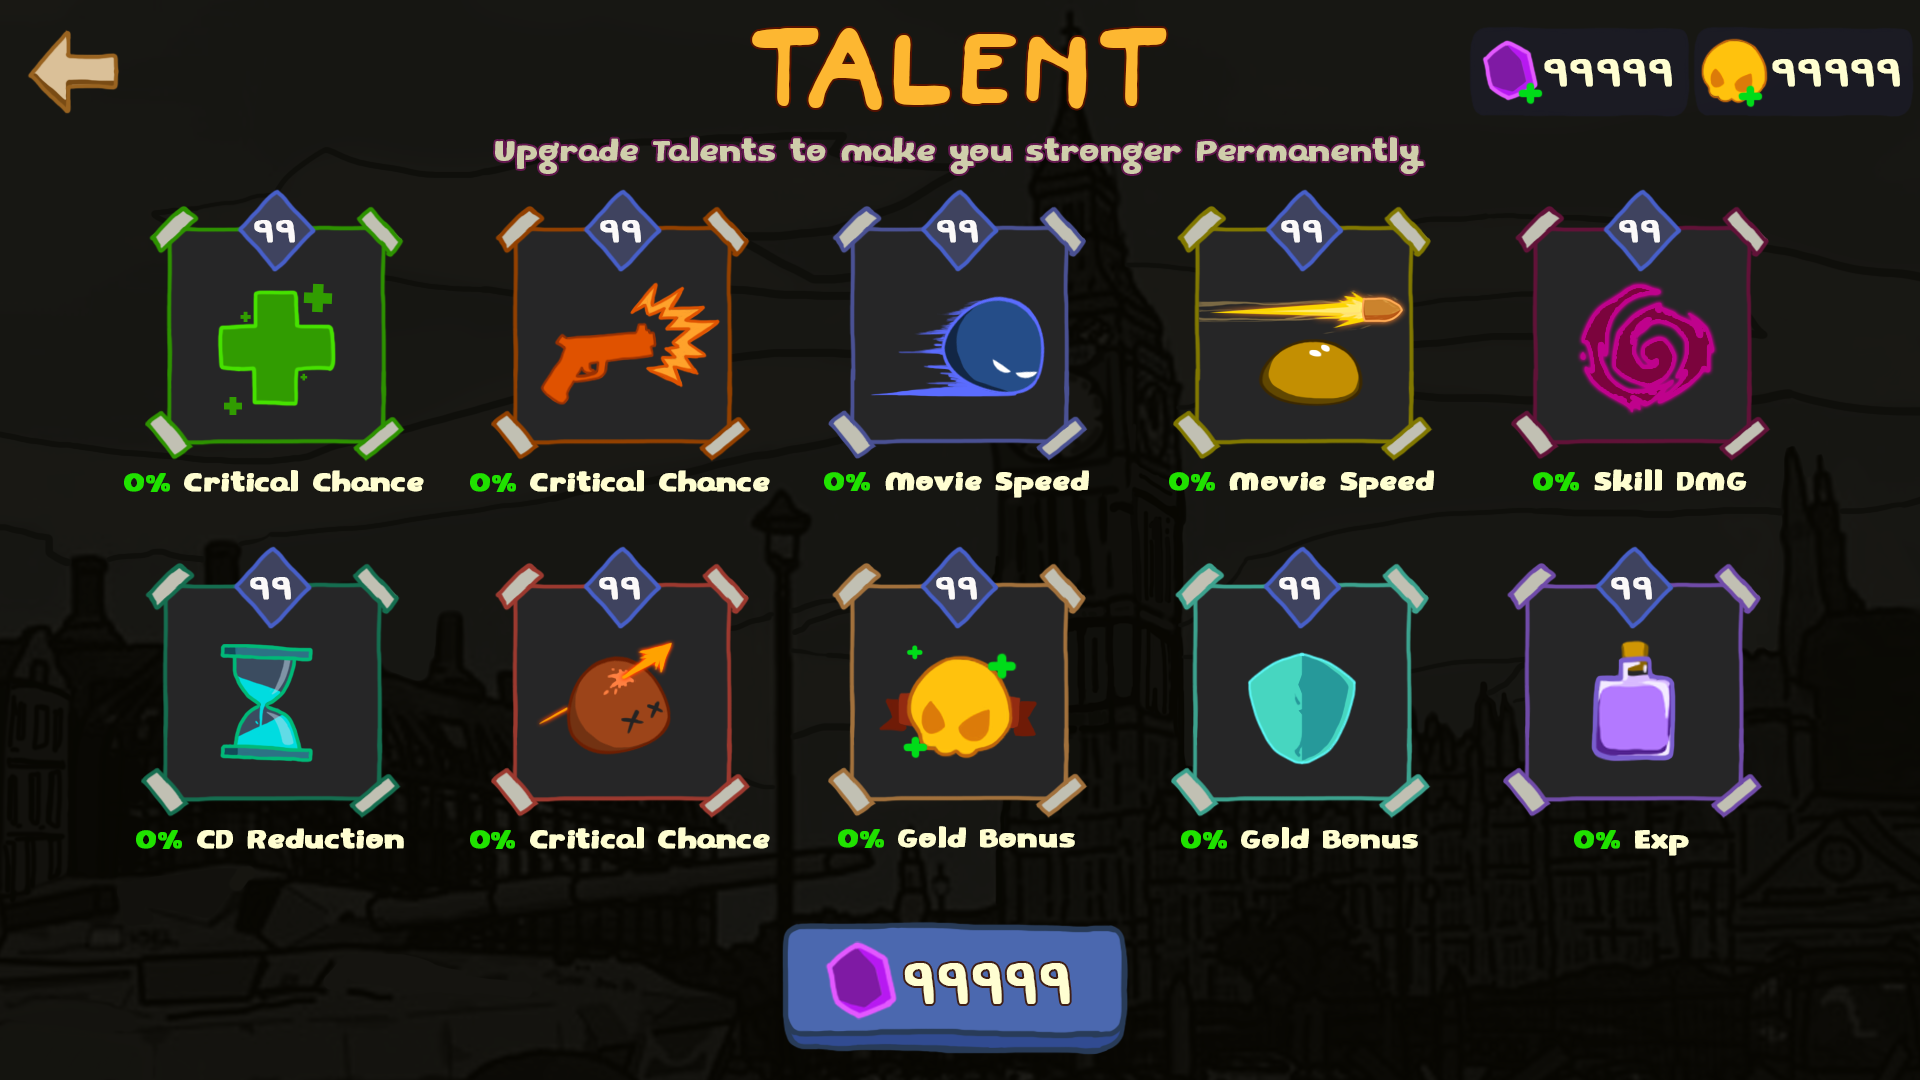 TALENT
99999
99999
Upgrade Talents to make you stronger Permanently
99
99
99
99
99
0% Critical Chance
0% Critical Chance
0% Movie Speed
0% Movie Speed
0% Skill DMG
99
99
99
99
99
0% CD Reduction
0% Critical Chance
0% Gold Bonus
0% Gold Bonus
0% Exp
99999